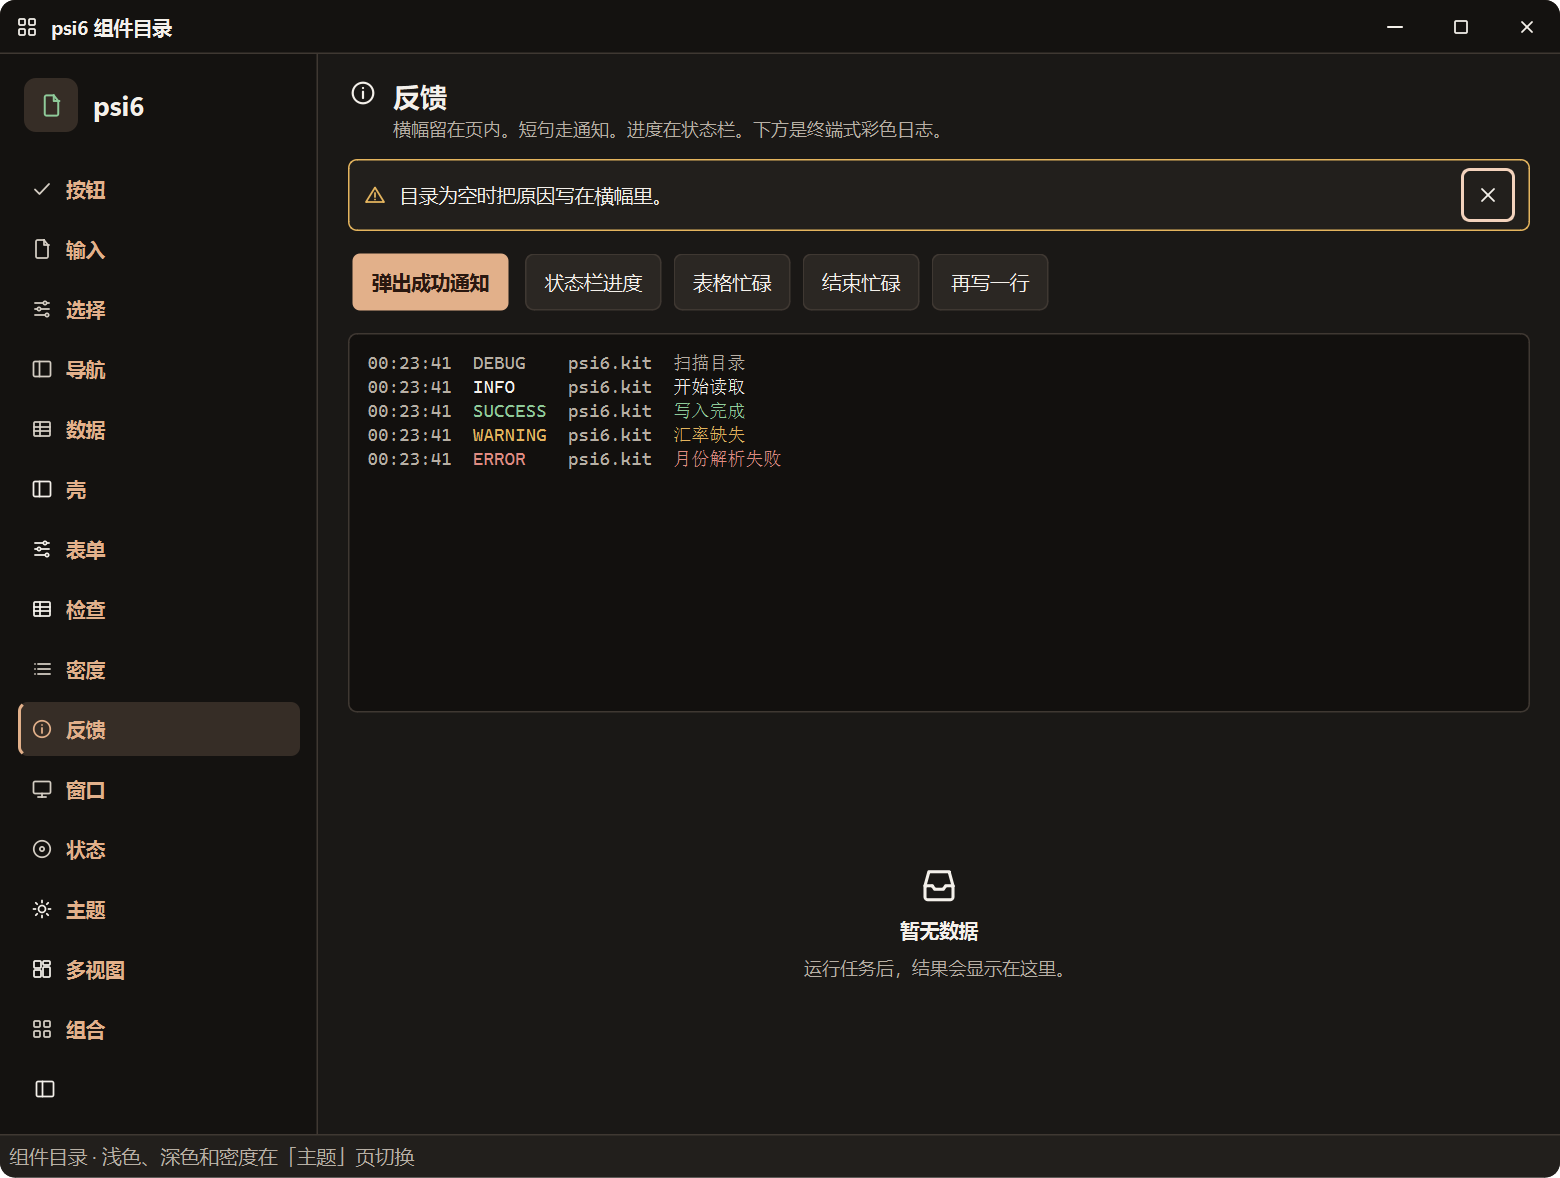 psi6 组件目录
psi6
按钮
输入
选择
导航
数据
壳
表单
检查
密度
反馈
窗口
状态
主题
多视图
组合
反馈
横幅留在页内。短句走通知。进度在状态栏。下方是终端式彩色日志。
目录为空时把原因写在横幅里。
弹出成功通知 状态栏进度 表格忙碌 结束忙碌 再写一行
00:23:41 DEBUG psi6.kit 扫描目录
00:23:41 INFO psi6.kit 开始读取
00:23:41 SUCCESS psi6.kit 写入完成
00:23:41 WARNING psi6.kit 汇率缺失
00:23:41 ERROR psi6.kit 月份解析失败
暂无数据
运行任务后，结果会显示在这里。
组件目录 · 浅色、深色和密度在「主题」页切换